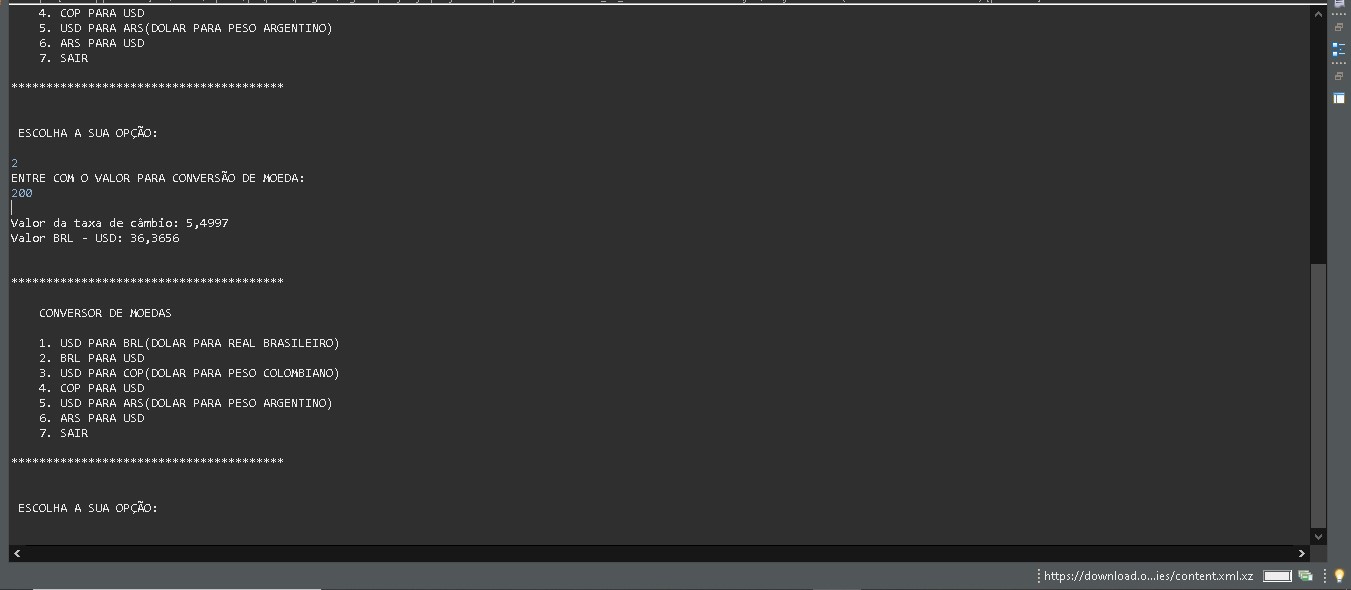 4. COP PARA USD
5. USD PARA ARS(DOLAR PARA PESO ARGENTINO)
6. ARS PARA USD
7. SAIR
***************************************
ESCOLHA A SUA OPÇÃO:
2
ENTRE COM O VALOR PARA CONVERSÃO DE MOEDA:
200
Valor da taxa de câmbio: 5,4997
Valor BRL - USD: 36,3656
***************************************
CONVERSOR DE MOEDAS
1. USD PARA BRL(DOLAR PARA REAL BRASILEIRO)
2. BRL PARA USD
3. USD PARA COP(DOLAR PARA PESO COLOMBIANO)
4. COP PARA USD
5. USD PARA ARS(DOLAR PARA PESO ARGENTINO)
6. ARS PARA USD
7. SAIR
***************************************
ESCOLHA A SUA OPÇÃO:
https://download.o...ies/content.xml.xz